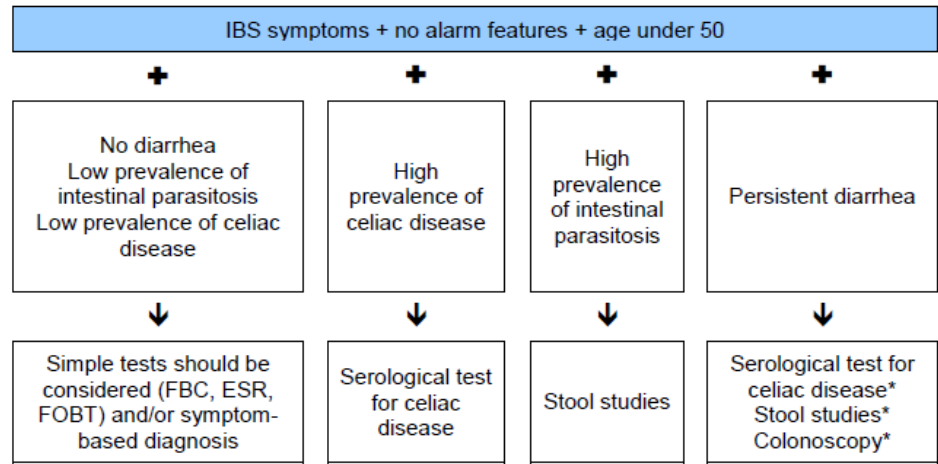 IBS symptoms + no alarm features + age under 50
No diarrhea
Low prevalence of
intestinal parasitosis
Low prevalence of celiac
disease
High
prevalence of
celiac disease
High
prevalence
of intestinal
parasitosis
Persistent diarrhea
Simple tests should be
considered (FBC, ESR,
FOBT) and/or symptom-
based diagnosis
Serological test
for celiac
disease
Stool studies
Serological test for
celiac disease*
Stool studies*
Colonoscopy*